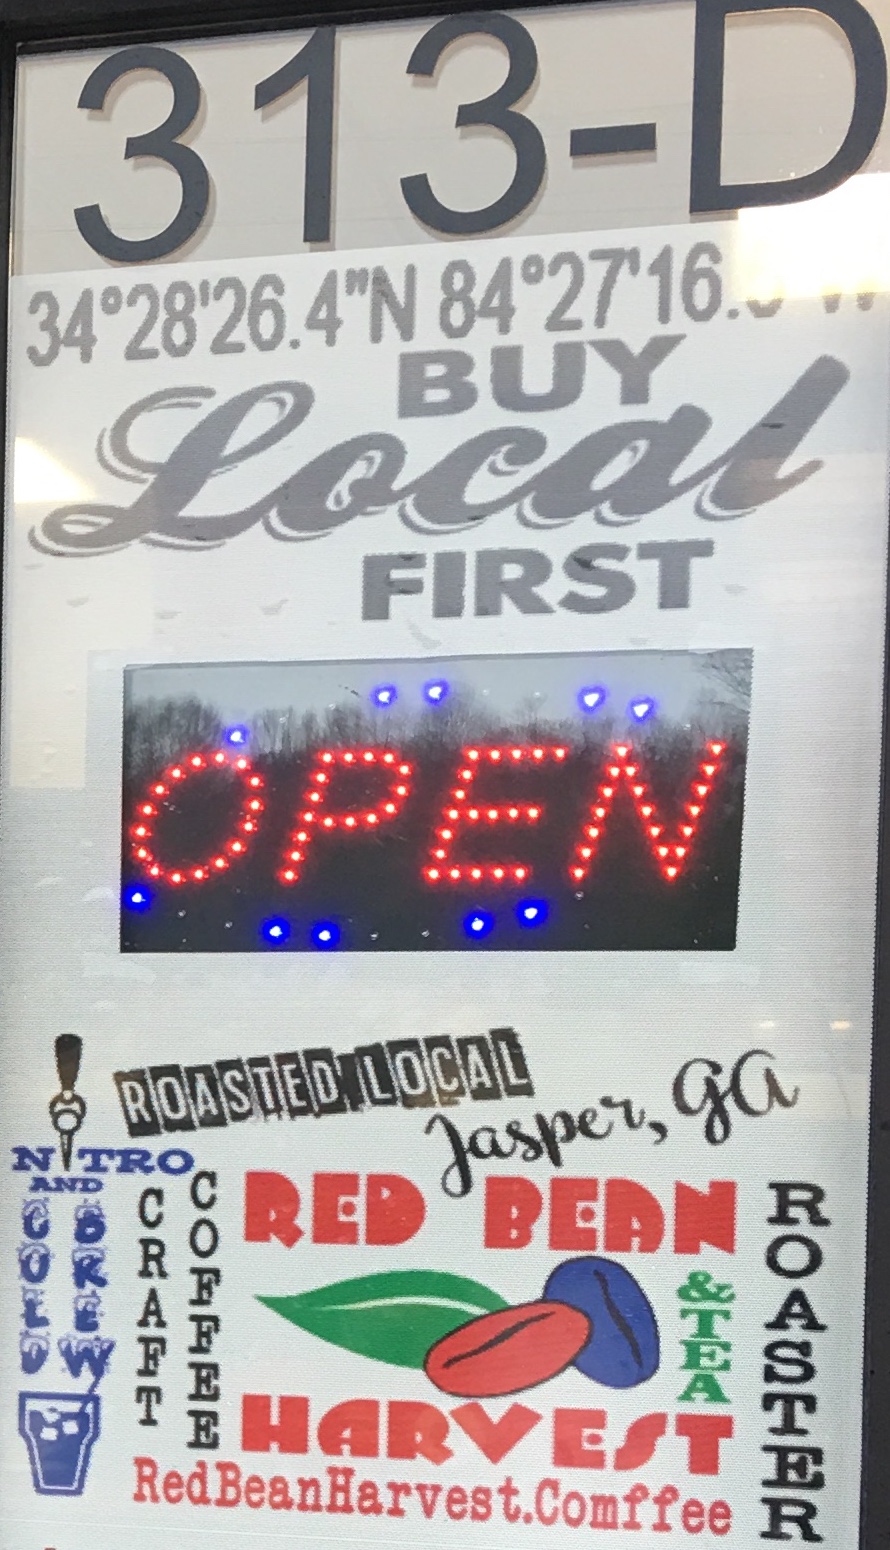 313-D
34°28'26.4"N 84°27'16.
BUY
Local
FIRST
OPEN
ROASTED LOCAL
Jasper, GA
NITRO
AND
COLD
BREW
CRAFT
COFFEE
RED BEAN
& TEA
HARVEST
ROASTER
RedBeanHarvest.Comffee